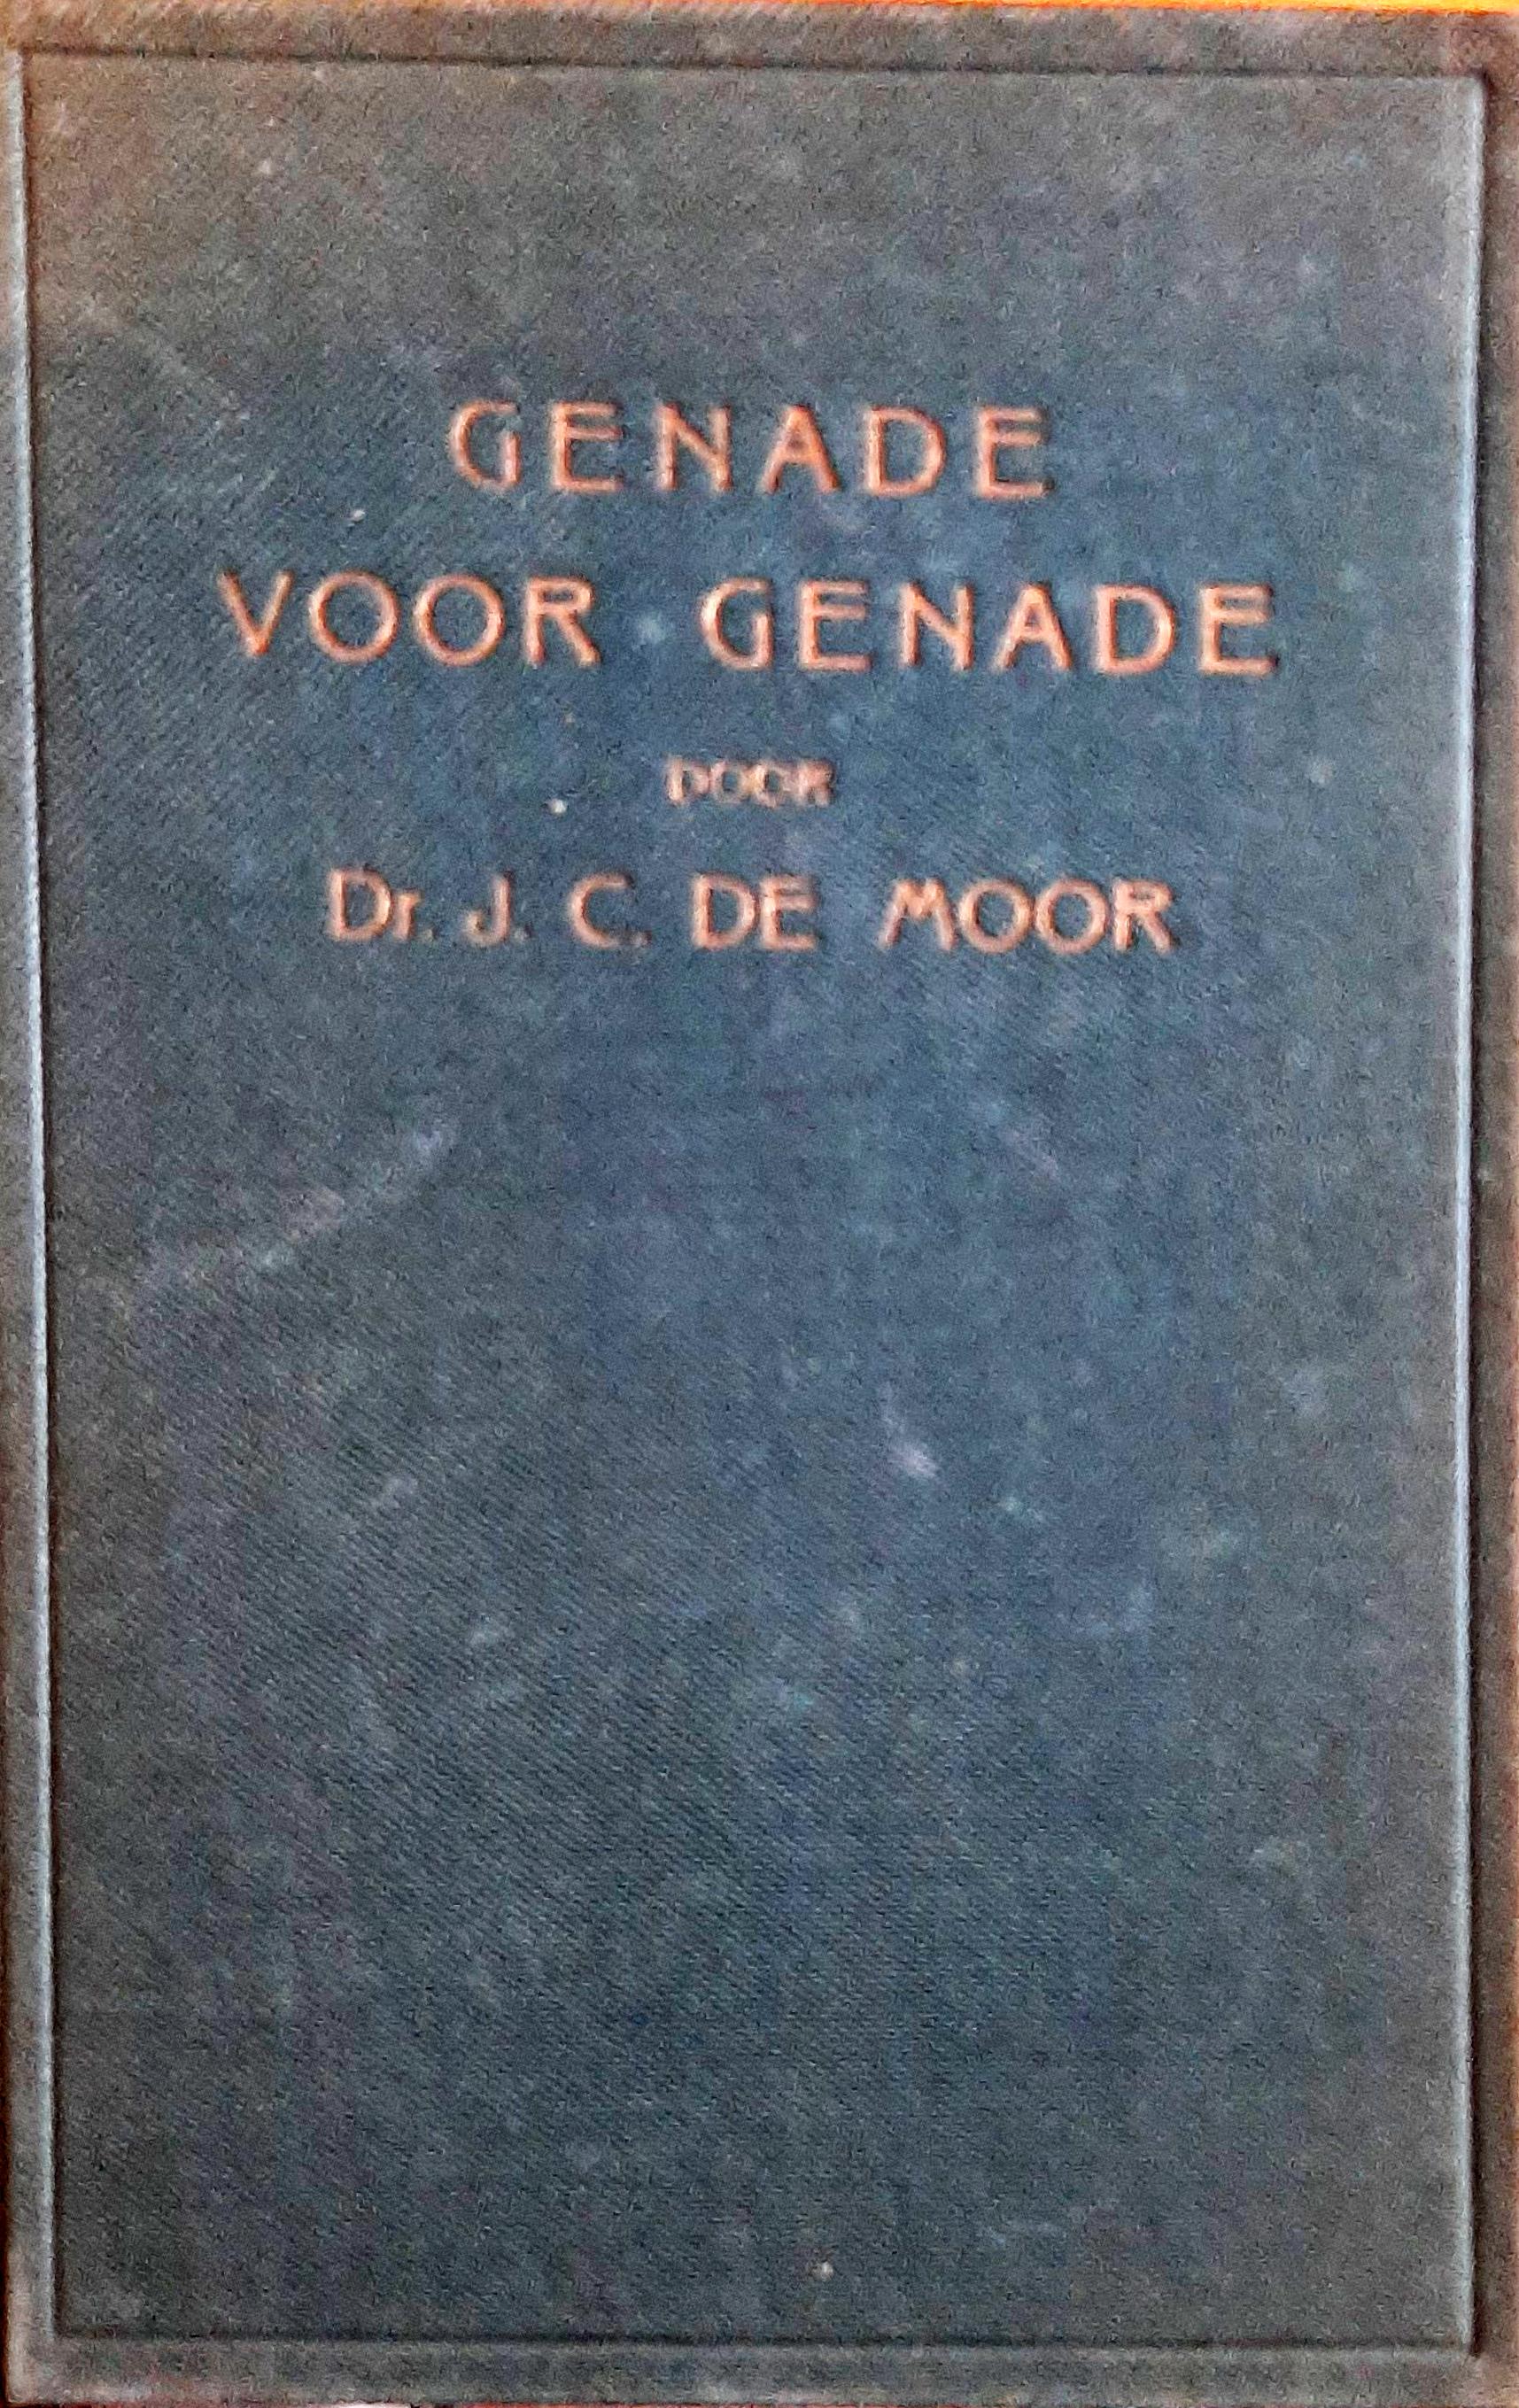 GENADE
VOOR GENADE
DOOR
Dr. J. C. DE MOOR